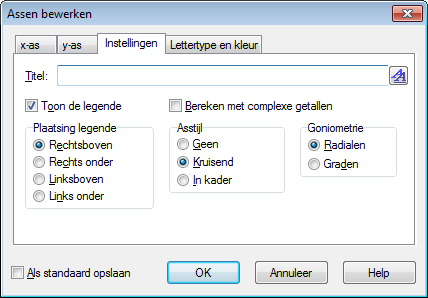 Assen bewerken
x-as y-as Instellingen Lettertype en kleur
Titel:
Toon de legende Bereken met complexe getallen
Plaatsing legende Asstijl Goniometrie
Rechtsboven Geen Radialen
Rechts onder Kruisend Graden
Linksboven In kader
Links onder
Als standaard opslaan OK Annuleer Help